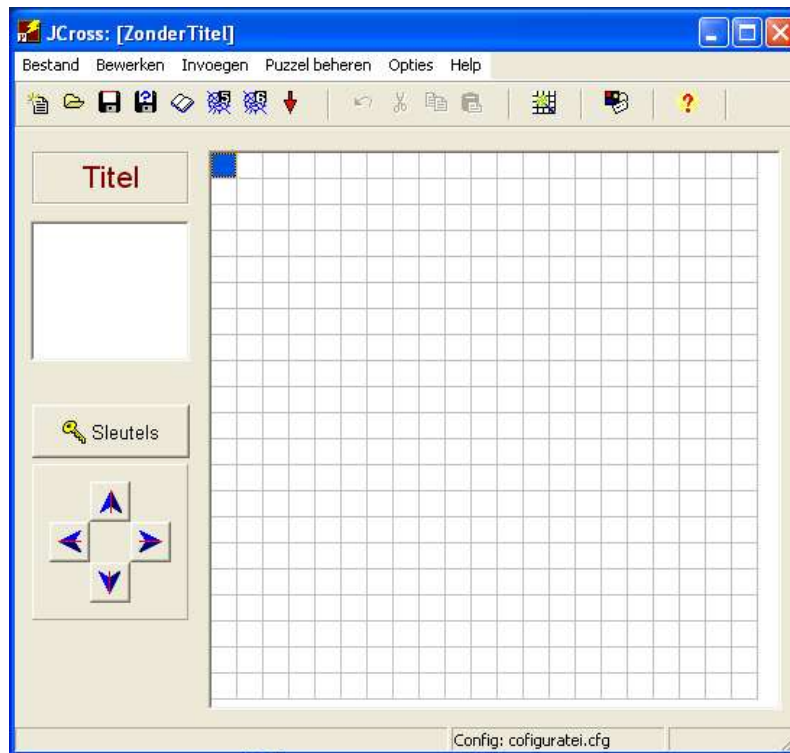 JCross: [ZonderTitel]
Bestand Bewerken Invoegen Puzzel beheren Opties Help
Titel
Sleutels
Config: cofiguratei.cfg